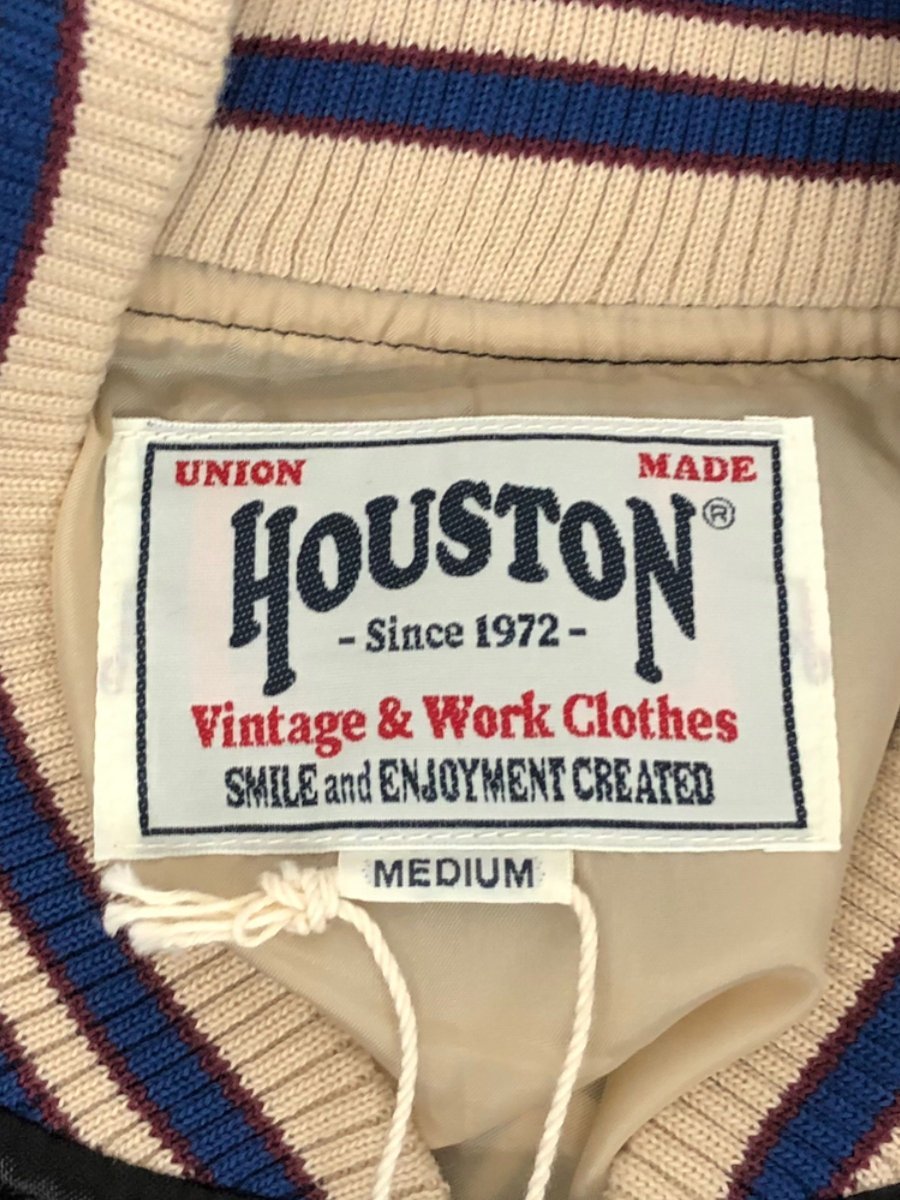 UNION MADE
HOUSTON®
- Since 1972 -
Vintage & Work Clothes
SMILE and ENJOYMENT CREATED
MEDIUM